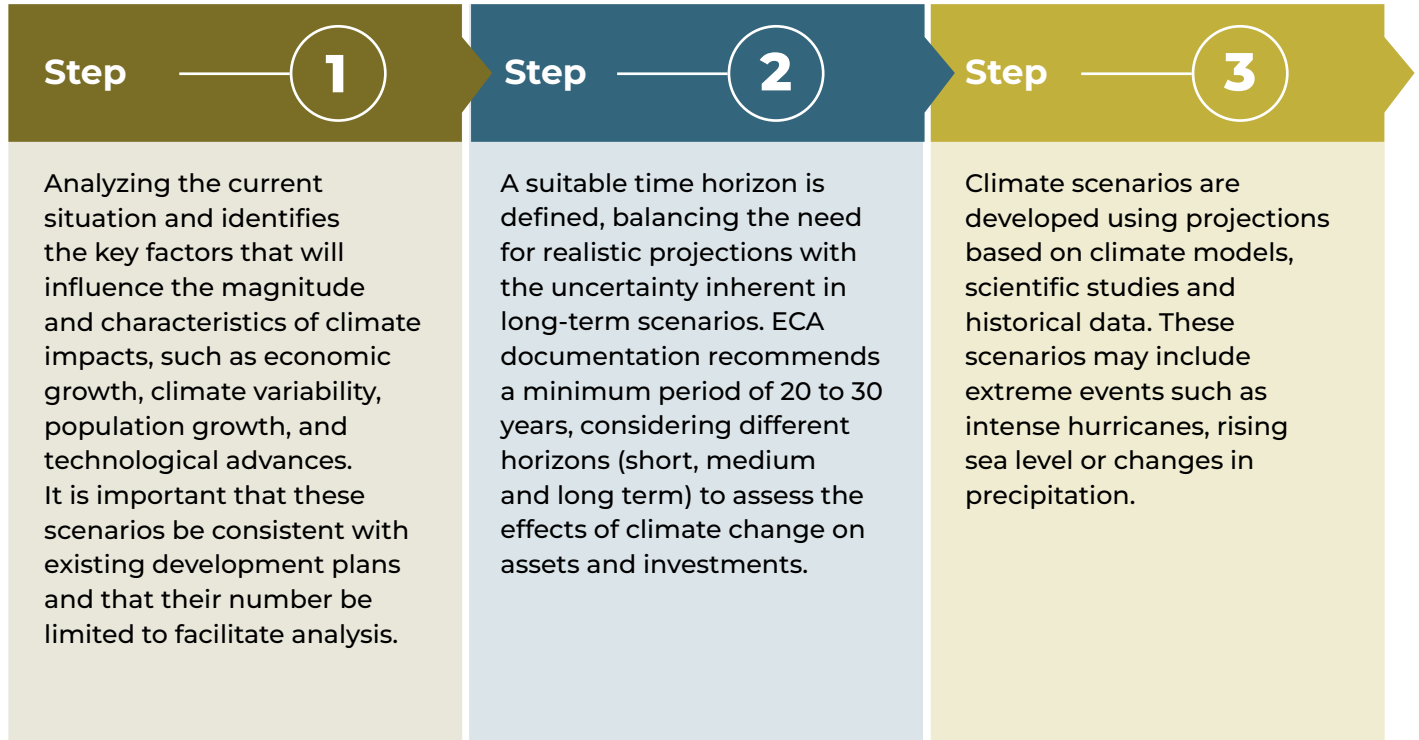 Step 1
Analyzing the current
situation and identifies
the key factors that will
influence the magnitude
and characteristics of climate
impacts, such as economic
growth, climate variability,
population growth, and
technological advances.
It is important that these
scenarios be consistent with
existing development plans
and that their number be
limited to facilitate analysis.
Step 2
A suitable time horizon is
defined, balancing the need
for realistic projections with
the uncertainty inherent in
long-term scenarios. ECA
documentation recommends
a minimum period of 20 to 30
years, considering different
horizons (short, medium
and long term) to assess the
effects of climate change on
assets and investments.
Step 3
Climate scenarios are
developed using projections
based on climate models,
scientific studies and
historical data. These
scenarios may include
extreme events such as
intense hurricanes, rising
sea level or changes in
precipitation.